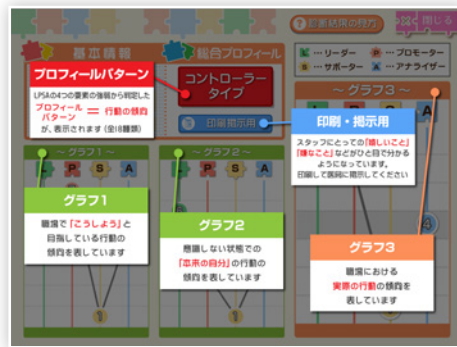 ? 診断結果の見方
閉じる
基本情報
総合プロフィール
L …リーダー P …プロモーター
S …サポーター A …アナライザー
プロフィールパターン
LPSAの4つの要素の強弱から判定した
プロフィール
パターン = 行動の傾向
が、表示されます(全18種類)
コントローラー
タイプ
印刷掲示用
～グラフ3～
A
印刷・掲示用
スタッフにとっての「嬉しいこと」
「嫌なこと」などがひと目で分かる
ようになっています。
印刷して医院に掲示してください
～グラフ1～
～グラフ2～
L P S A
L P S A
グラフ1
職場で「こうしよう」と
目指している行動の
傾向を表しています
グラフ2
意識しない状態での
「本来の自分」の行動の
傾向を表しています
グラフ3
職場における
実際の行動の傾向を
表しています
4
1
1
1